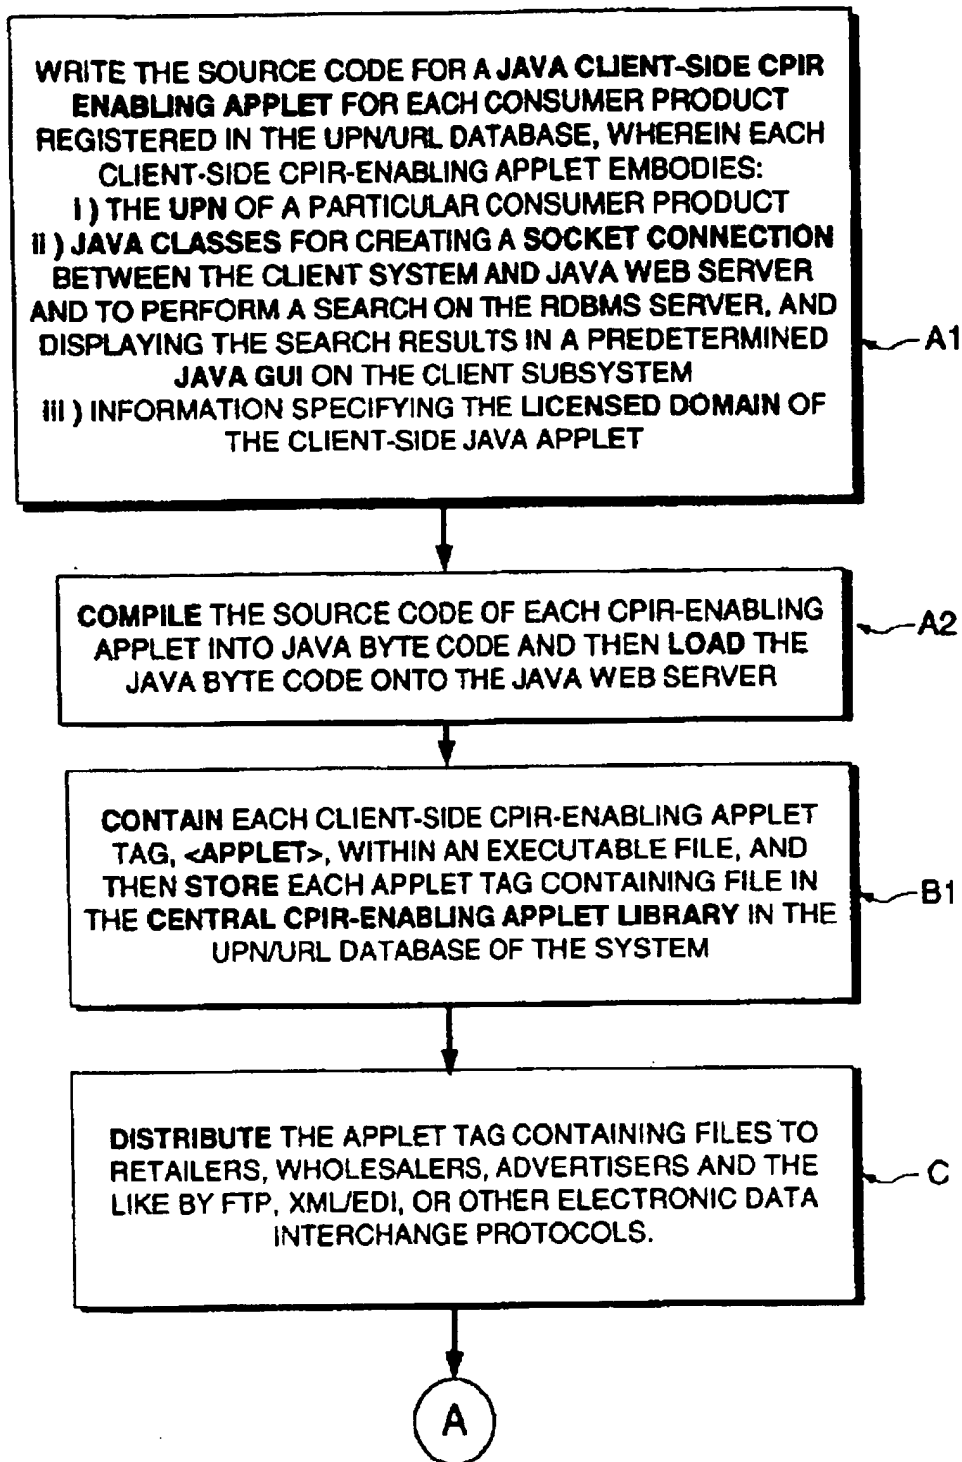 WRITE THE SOURCE CODE FOR A JAVA CLIENT-SIDE CPIR
ENABLING APPLET FOR EACH CONSUMER PRODUCT
REGISTERED IN THE UPN/URL DATABASE, WHEREIN EACH
CLIENT-SIDE CPIR-ENABLING APPLET EMBODIES:
i ) THE UPN OF A PARTICULAR CONSUMER PRODUCT
ii ) JAVA CLASSES FOR CREATING A SOCKET CONNECTION
BETWEEN THE CLIENT SYSTEM AND JAVA WEB SERVER
AND TO PERFORM A SEARCH ON THE RDBMS SERVER, AND
DISPLAYING THE SEARCH RESULTS IN A PREDETERMINED
JAVA GUI ON THE CLIENT SUBSYSTEM
iii ) INFORMATION SPECIFYING THE LICENSED DOMAIN OF
THE CLIENT-SIDE JAVA APPLET
A1
COMPILE THE SOURCE CODE OF EACH CPIR-ENABLING
APPLET INTO JAVA BYTE CODE AND THEN LOAD THE
JAVA BYTE CODE ONTO THE JAVA WEB SERVER
A2
CONTAIN EACH CLIENT-SIDE CPIR-ENABLING APPLET
TAG, <APPLET>, WITHIN AN EXECUTABLE FILE, AND
THEN STORE EACH APPLET TAG CONTAINING FILE IN
THE CENTRAL CPIR-ENABLING APPLET LIBRARY IN THE
UPN/URL DATABASE OF THE SYSTEM
B1
DISTRIBUTE THE APPLET TAG CONTAINING FILES TO
RETAILERS, WHOLESALERS, ADVERTISERS AND THE
LIKE BY FTP, XML/EDI, OR OTHER ELECTRONIC DATA
INTERCHANGE PROTOCOLS.
C
A